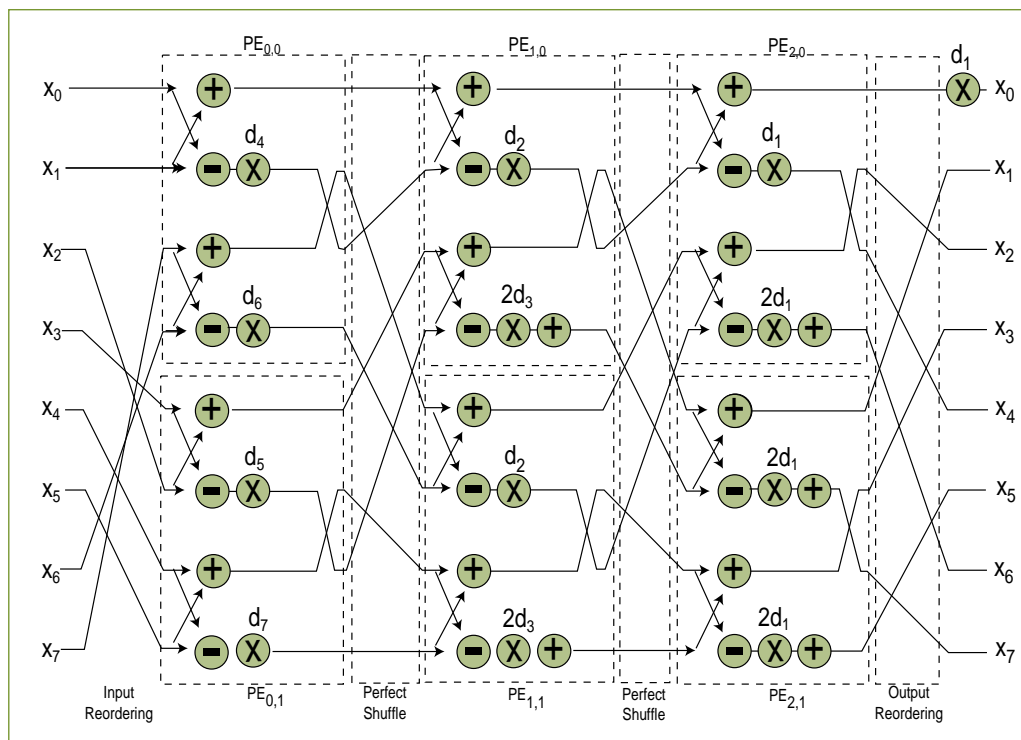 PE0,0
PE1,0
PE2,0
d1
x0
+
+
+
X
x0
d4
d2
d1
x1
− X
− X
− X
x1
x2
+
+
+
x2
d6
2d3
2d1
x3
− X
− X +
− X +
x3
x4
+
+
+
x4
d5
d2
2d1
x5
− X
− X
− X +
x5
x6
+
+
+
x6
d7
2d3
2d1
x7
− X
− X +
− X +
x7
Input
Reordering
PE0,1
Perfect
Shuffle
PE1,1
Perfect
Shuffle
PE2,1
Output
Reordering